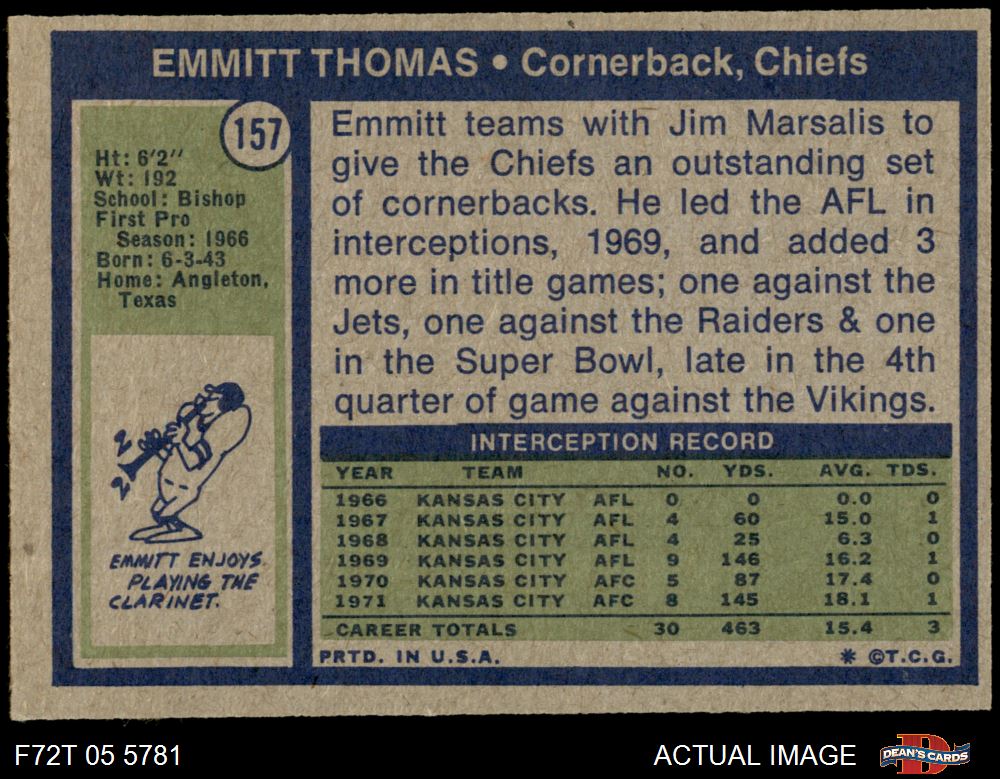 EMMITT THOMAS • Cornerback, Chiefs
157
Ht: 6'2"
Wt: 192
School: Bishop
First Pro
Season: 1966
Born: 6-3-43
Home: Angleton,
Texas
Emmitt teams with Jim Marsalis to
give the Chiefs an outstanding set
of cornerbacks. He led the AFL in
interceptions, 1969, and added 3
more in title games; one against the
Jets, one against the Raiders & one
in the Super Bowl, late in the 4th
quarter of game against the Vikings.
EMMITT ENJOYS
PLAYING THE
CLARINET.
INTERCEPTION RECORD
YEAR TEAM NO. YDS. AVG. TDS.
1966 KANSAS CITY AFL 0 0 0.0 0
1967 KANSAS CITY AFL 4 60 15.0 1
1968 KANSAS CITY AFL 4 25 6.3 0
1969 KANSAS CITY AFL 9 146 16.2 1
1970 KANSAS CITY AFC 5 87 17.4 0
1971 KANSAS CITY AFC 8 145 18.1 1
CAREER TOTALS 30 463 15.4 3
PRTD. IN U.S.A. * ©T.C.G.
F72T 05 5781 ACTUAL IMAGE DEAN'S CARDS